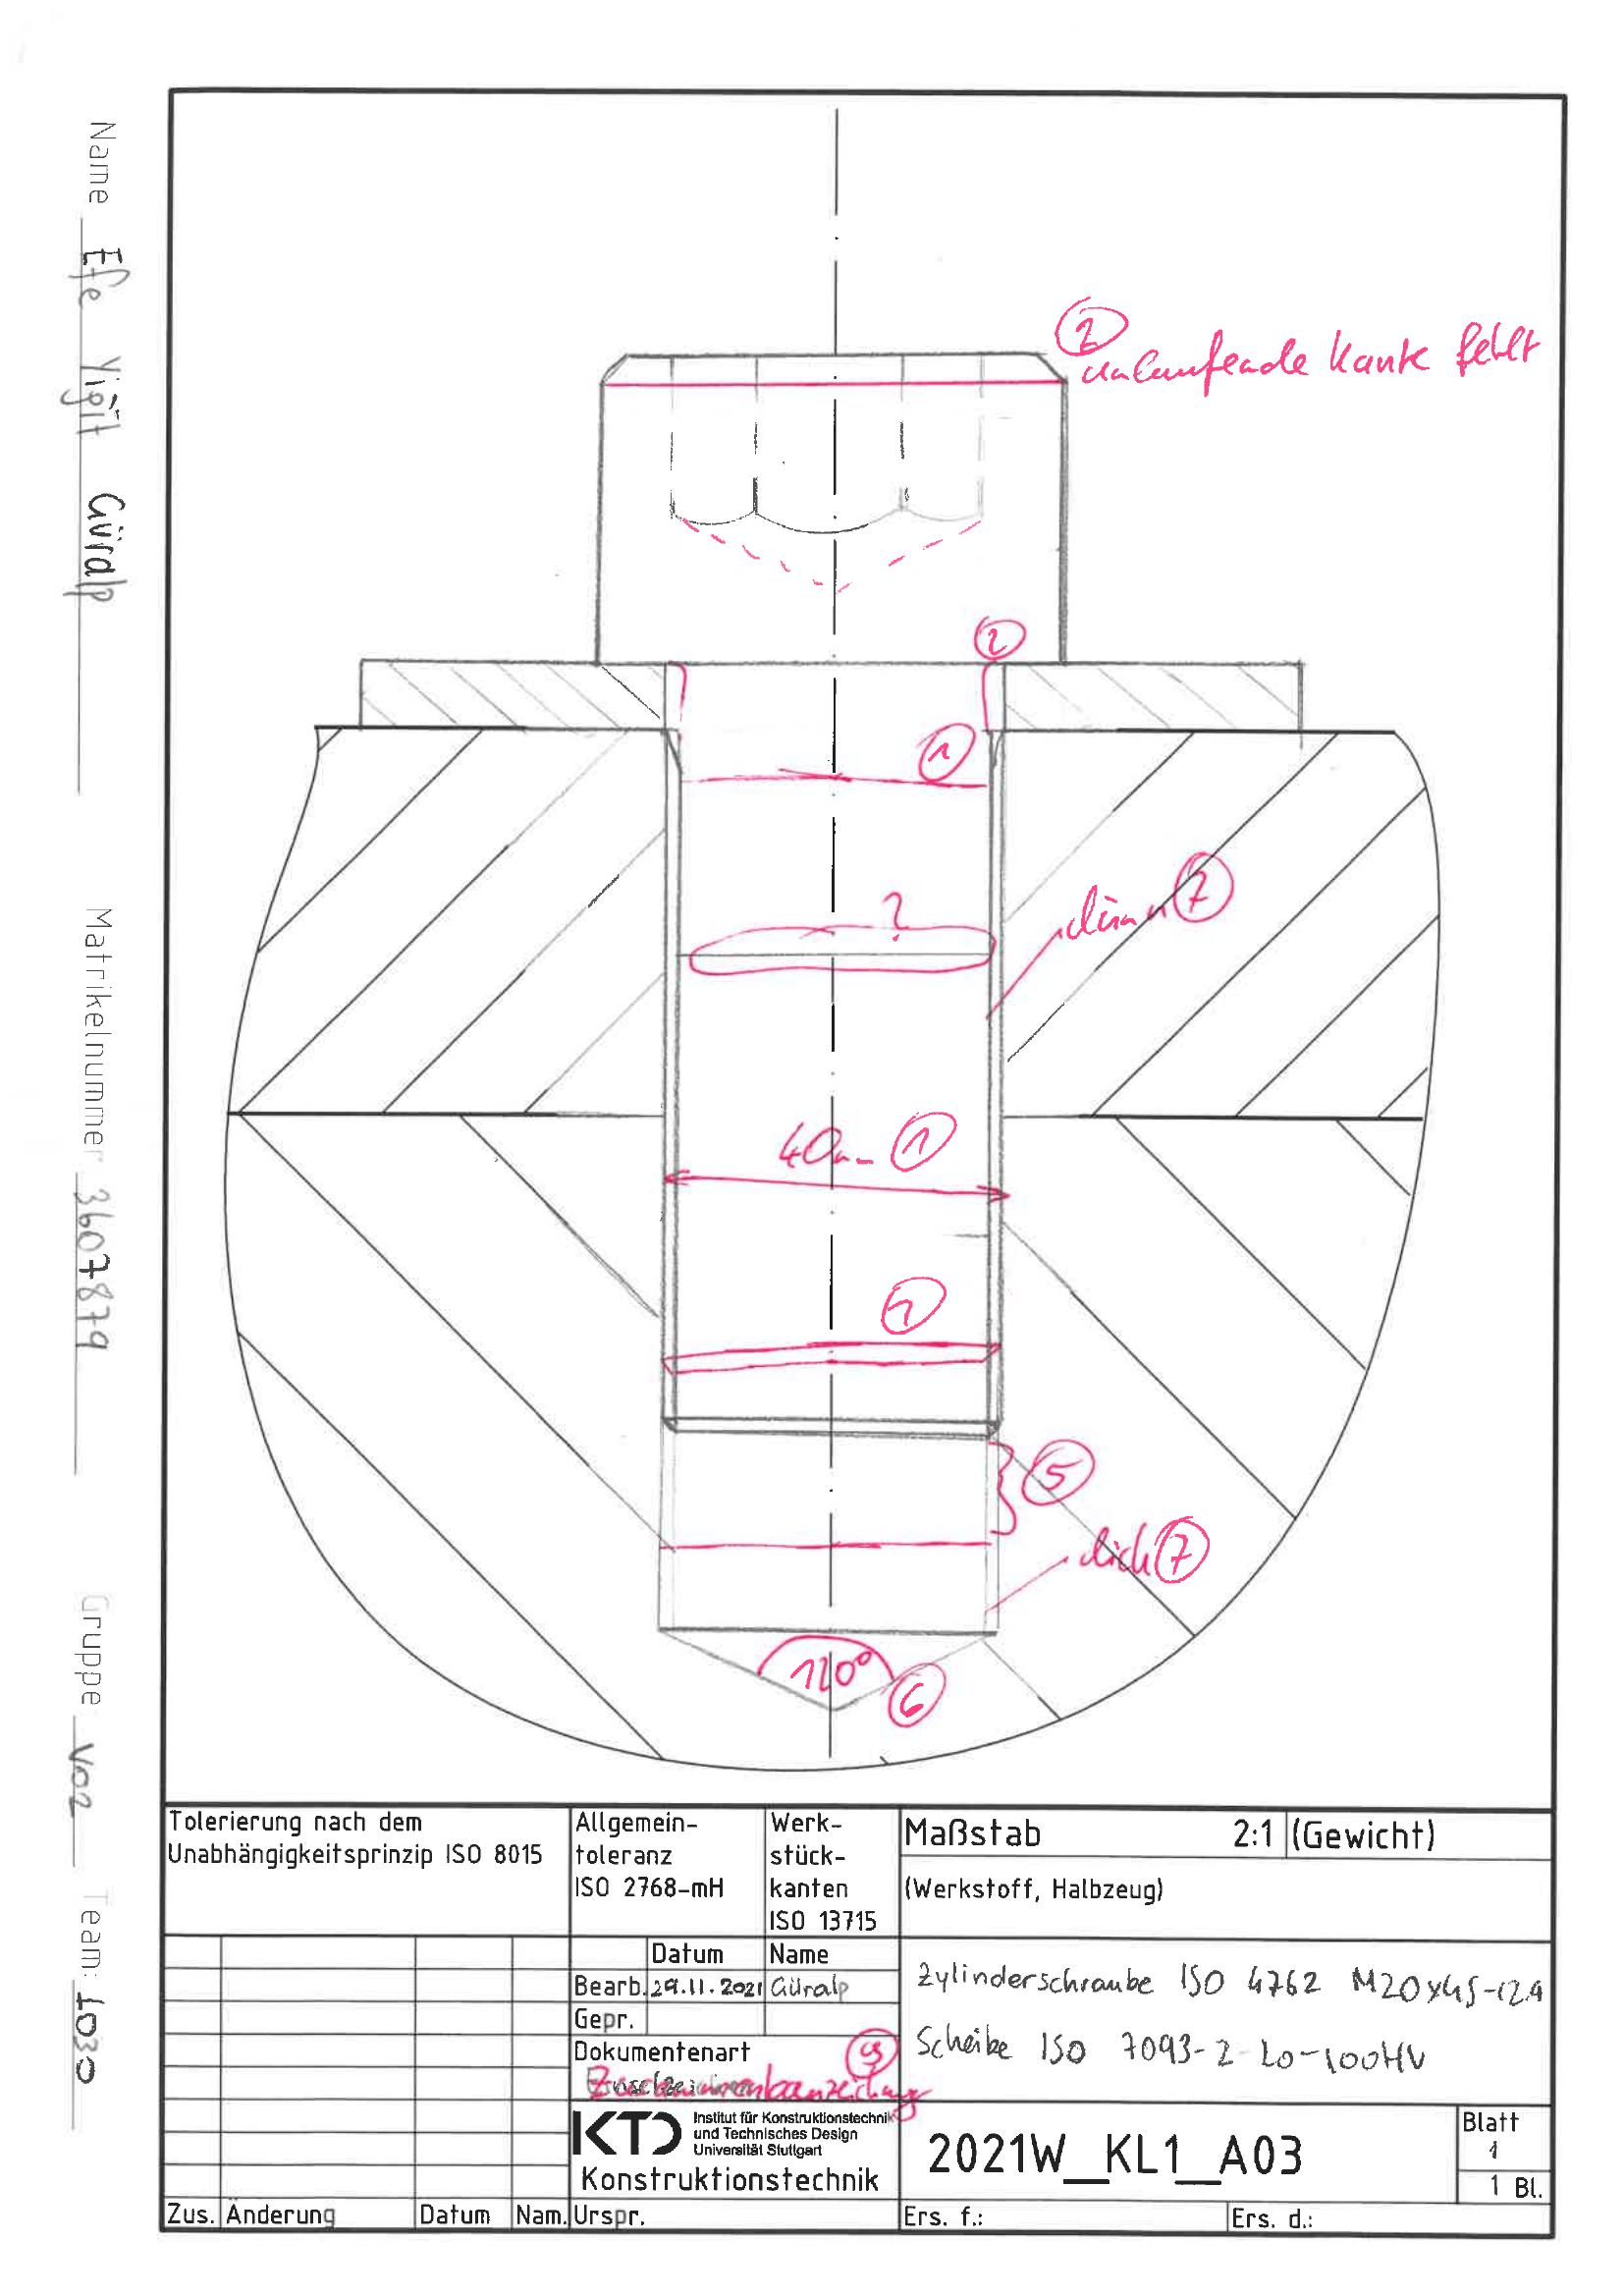 Name Efe Yiğit Güralp
Matrikelnummer 3607879
Gruppe V02
Team: t030
2
umlaufende Kante fehlt
2
1
?
dünn 7
40mm 1
1
5
dick 7
120°
6
Tolerierung nach dem
Unabhängigkeitsprinzip ISO 8015
Allgemein-
toleranz
ISO 2768-mH
Werk-
stück-
kanten
ISO 13715
Maßstab 2:1 (Gewicht)
(Werkstoff, Halbzeug)
Datum Name
Bearb. 29.11.2021 Güralp
Gepr.
Dokumentenart
Zusammenbauzeichung
Zylinderschraube ISO 4762 M20x45-12.9
Scheibe ISO 7093-2-20-100HV
KTD Institut für Konstruktionstechnik
und Technisches Design
Universität Stuttgart
Konstruktionstechnik
2021W_KL1_A03
Blatt
1
1 Bl.
Zus. Änderung Datum Nam. Urspr. Ers. f.: Ers. d.: